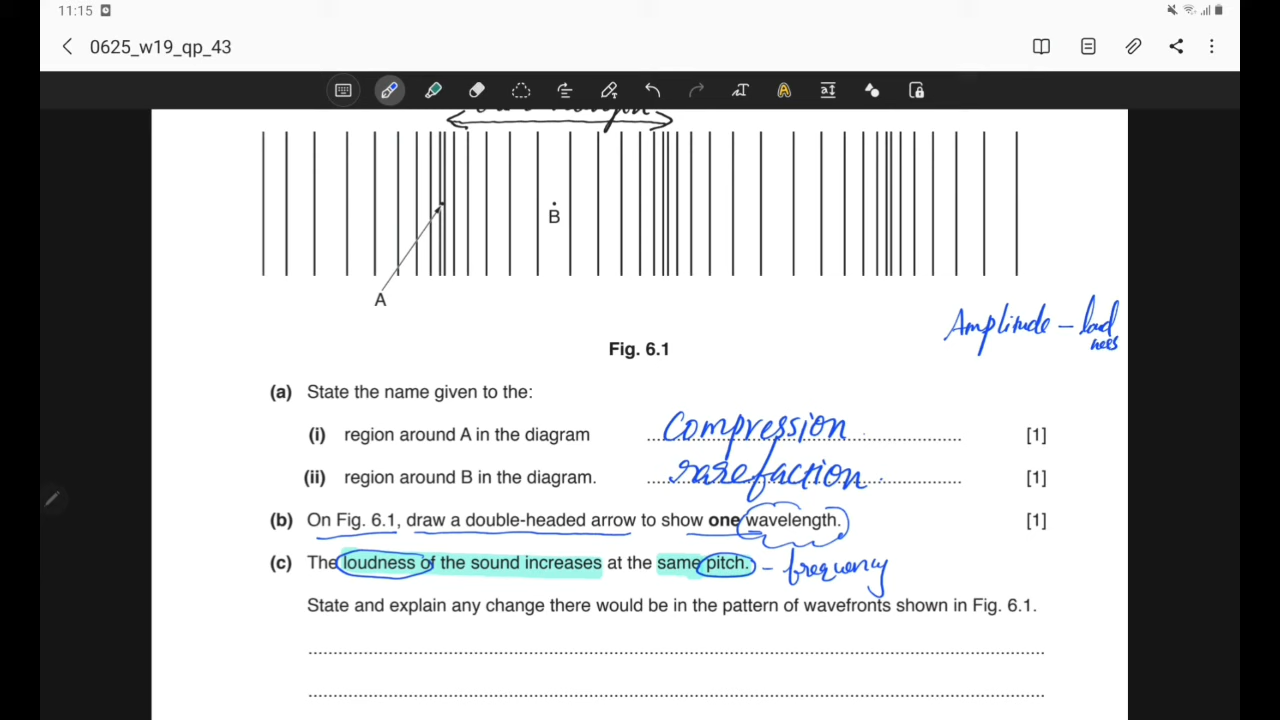 11:15
0625_w19_qp_43
B
A
Amplitude – loud
ness
Fig. 6.1
(a) State the name given to the:
(i) region around A in the diagram ........ compression ........ [1]
(ii) region around B in the diagram. ........ rarefaction ........ [1]
(b) On Fig. 6.1, draw a double-headed arrow to show one wavelength. [1]
(c) The loudness of the sound increases at the same pitch. – frequency
State and explain any change there would be in the pattern of wavefronts shown in Fig. 6.1.